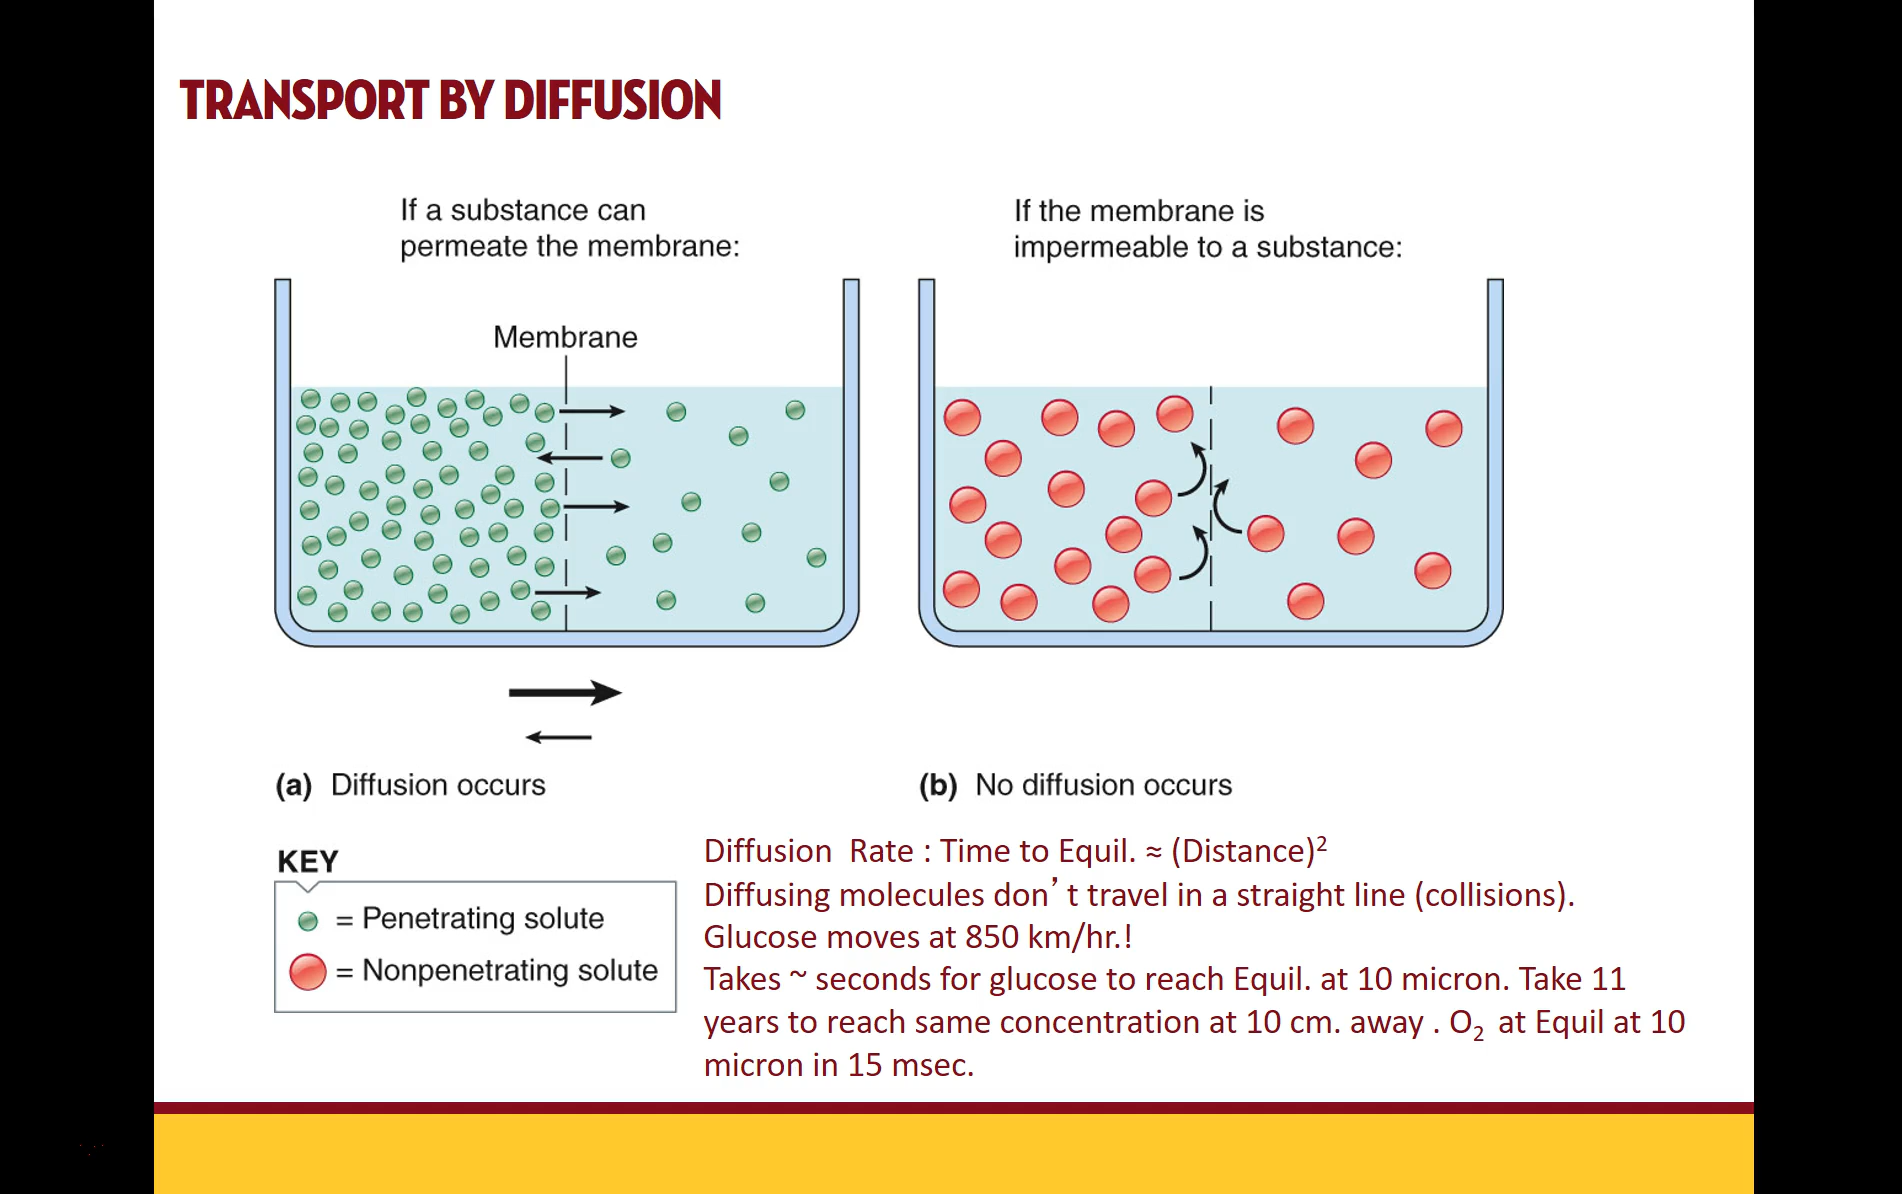 TRANSPORT BY DIFFUSION
If a substance can
permeate the membrane:
Membrane
(a) Diffusion occurs
If the membrane is
impermeable to a substance:
(b) No diffusion occurs
KEY
= Penetrating solute
= Nonpenetrating solute
Diffusion Rate : Time to Equil. ≈ (Distance)²
Diffusing molecules don’t travel in a straight line (collisions).
Glucose moves at 850 km/hr.!
Takes ~ seconds for glucose to reach Equil. at 10 micron. Take 11
years to reach same concentration at 10 cm. away . O₂ at Equil at 10
micron in 15 msec.